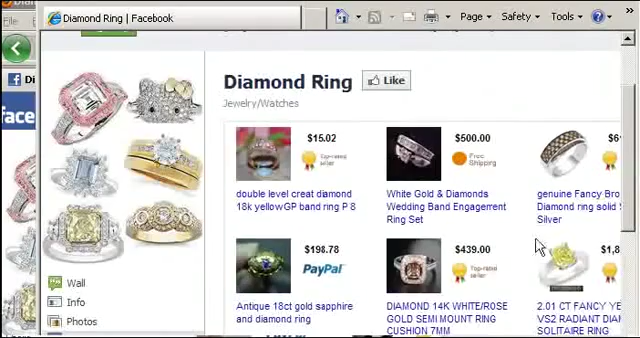 Diamond Ring | Facebook
Page
Safety
Tools
File
Diamond Ring
Like
Jewelry/Watches
$15.02
Top-rated seller
$500.00
Free Shipping
double level creat diamond
18k yellowGP band ring P 8
White Gold & Diamonds
Wedding Band Engagement
Ring Set
genuine Fancy Bro
Diamond ring solid S
Silver
$198.78
PayPal
$439.00
Top-rated seller
$1,8
Antique 18ct gold sapphire
and diamond ring
DIAMOND 14K WHITE/ROSE
GOLD SEMI MOUNT RING
CUSHION 7MM
2.01 CT FANCY YE
VS2 RADIANT DIA
SOLITAIRE RING
Wall
Info
Photos